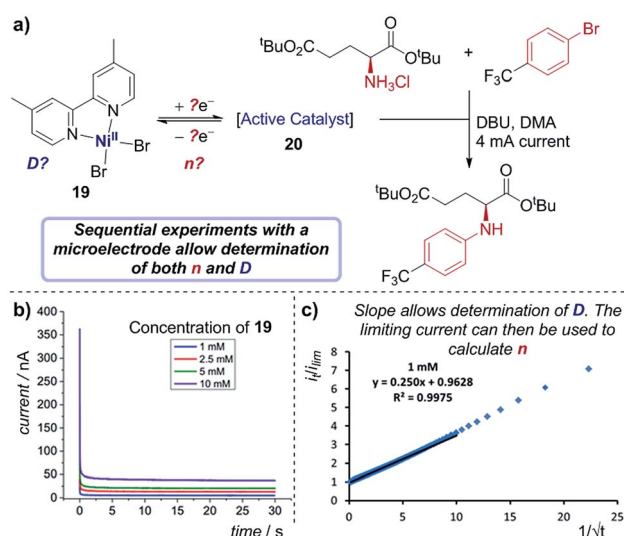 a)
ᵗBuO₂C
CO₂ᵗBu
NH₃Cl
+
Br
F₃C
N
N
Niᴵᴵ
Br
Br
D?
19
+ ?e⁻
− ?e⁻
n?
[Active Catalyst]
20
DBU, DMA
4 mA current
ᵗBuO₂C
O
OᵗBu
NH
F₃C
Sequential experiments with a
microelectrode allow determination
of both n and D
b)
Concentration of 19
1 mM
2.5 mM
5 mM
10 mM
current / nA
400
350
300
250
200
150
100
50
0
0 5 10 15 20 25 30
time / s
c)
Slope allows determination of D. The
limiting current can then be used to
calculate n
1 mM
y = 0.250x + 0.9628
R² = 0.9975
iₜ/iₗᵢₘ
8
7
6
5
4
3
2
1
0
0 5 10 15 20 25
1/√t